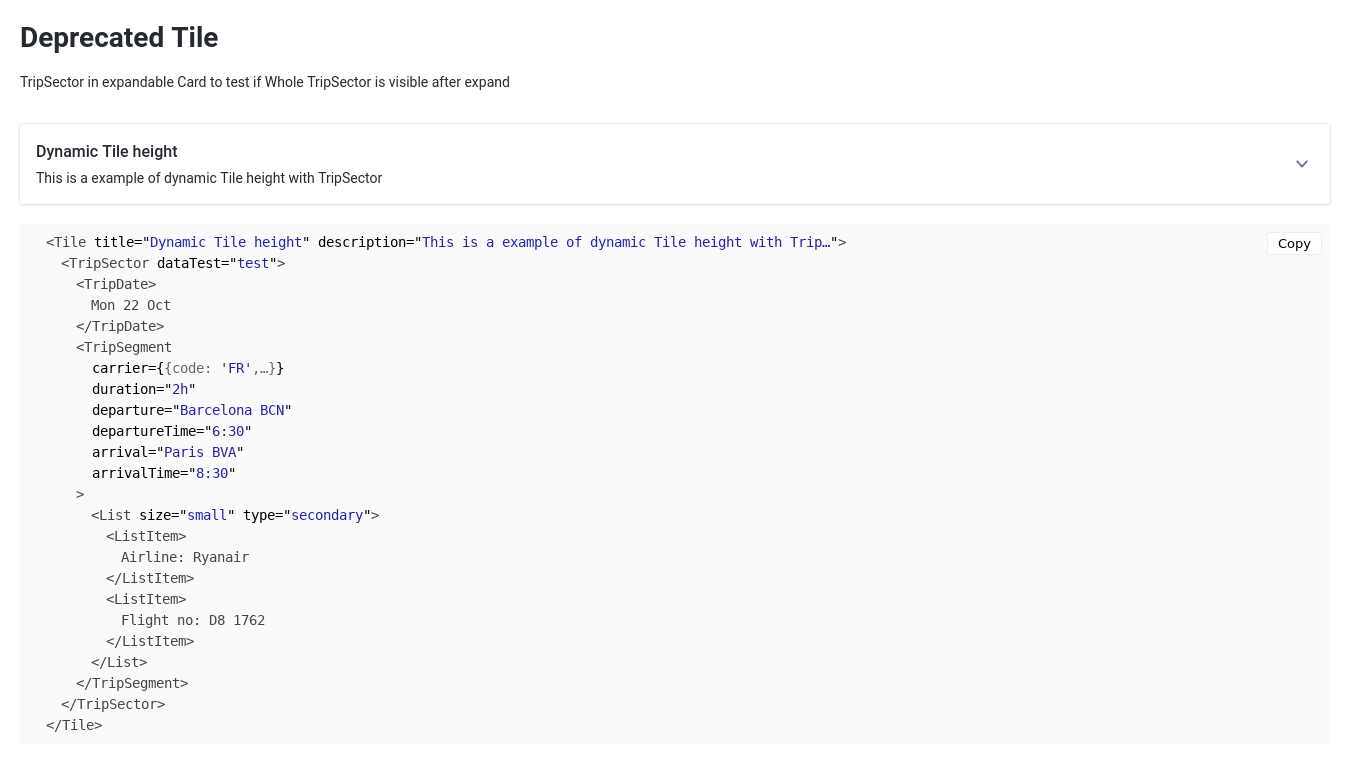 Deprecated Tile
TripSector in expandable Card to test if Whole TripSector is visible after expand
Dynamic Tile height
This is a example of dynamic Tile height with TripSector
<Tile title="Dynamic Tile height" description="This is a example of dynamic Tile height with Trip…">
Copy
<TripSector dataTest="test">
<TripDate>
Mon 22 Oct
</TripDate>
<TripSegment
carrier={{code: 'FR',…}}
duration="2h"
departure="Barcelona BCN"
departureTime="6:30"
arrival="Paris BVA"
arrivalTime="8:30"
>
<List size="small" type="secondary">
<ListItem>
Airline: Ryanair
</ListItem>
<ListItem>
Flight no: D8 1762
</ListItem>
</List>
</TripSegment>
</TripSector>
</Tile>